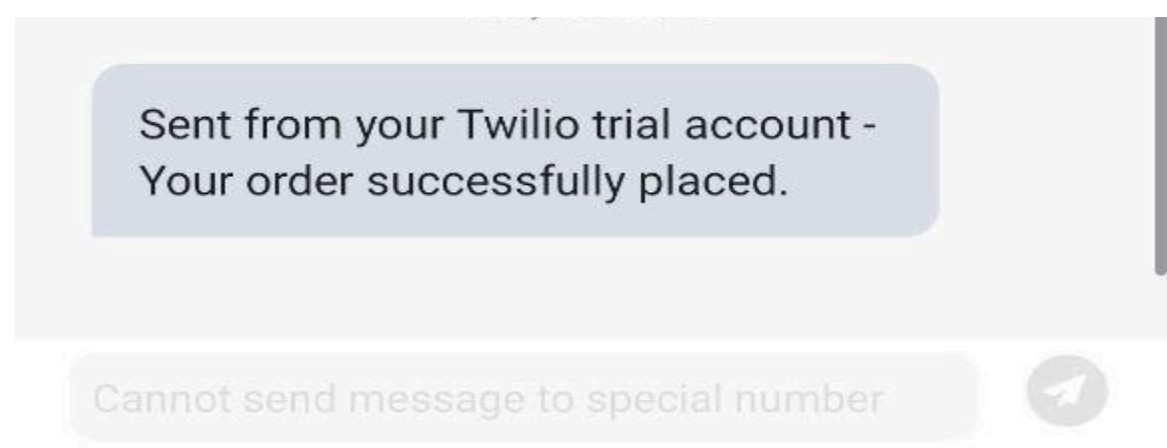 Sent from your Twilio trial account -
Your order successfully placed.
Cannot send message to special number